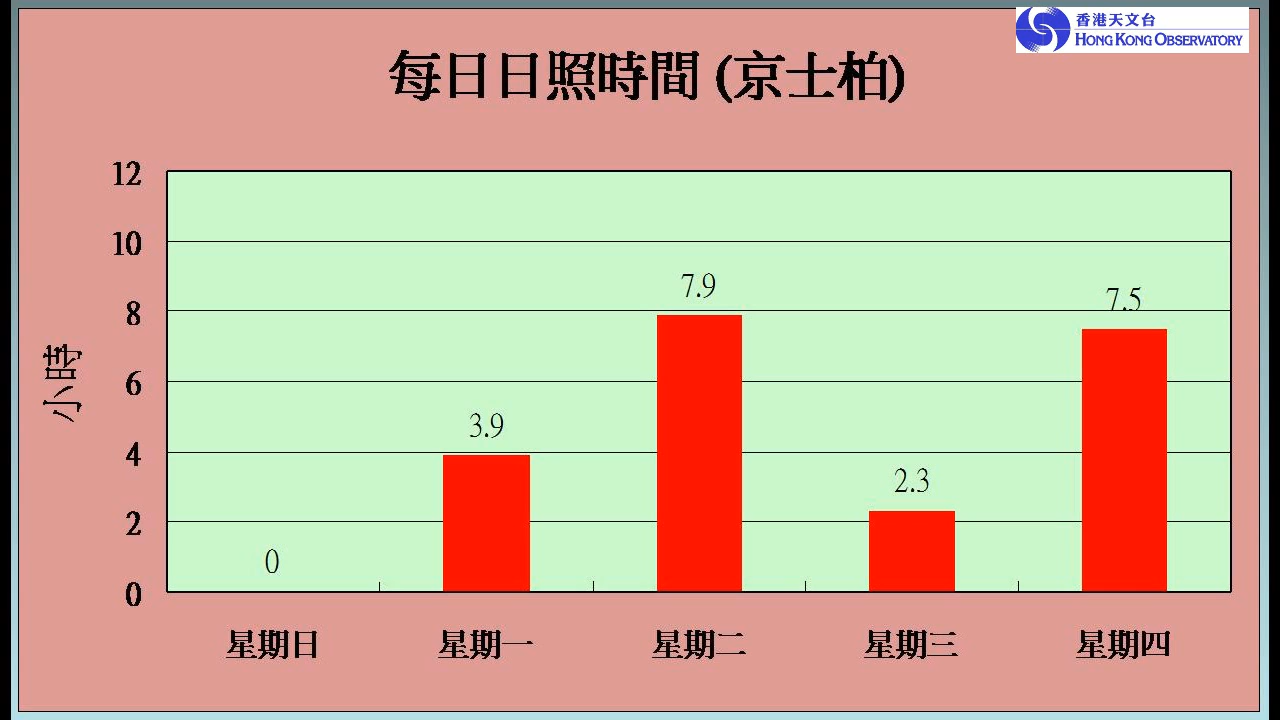 香港天文台
HONG KONG OBSERVATORY
每日日照時間 (京士柏)
小時
12
10
8
6
4
2
0
0
3.9
7.9
2.3
7.5
星期日
星期一
星期二
星期三
星期四